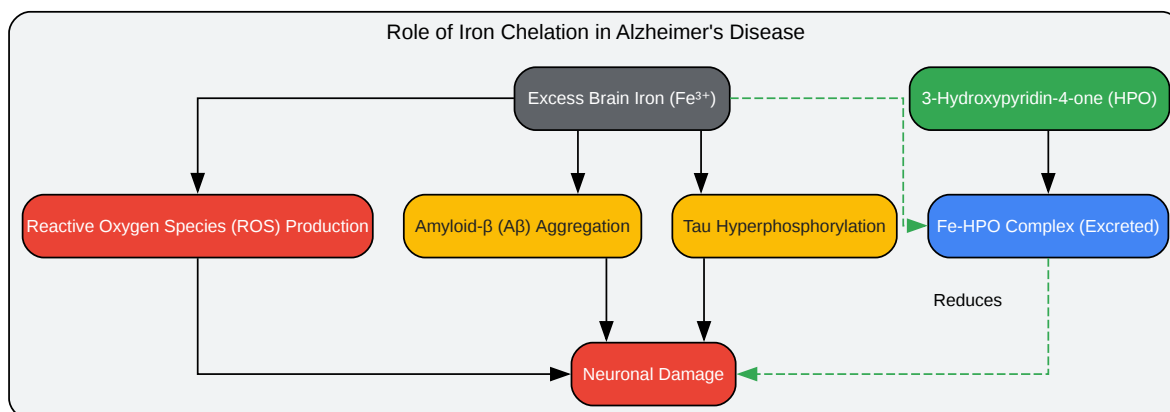 Role of Iron Chelation in Alzheimer's Disease
Excess Brain Iron (Fe³⁺)
3-Hydroxypyridin-4-one (HPO)
Reactive Oxygen Species (ROS) Production
Amyloid-β (Aβ) Aggregation
Tau Hyperphosphorylation
Fe-HPO Complex (Excreted)
Reduces
Neuronal Damage